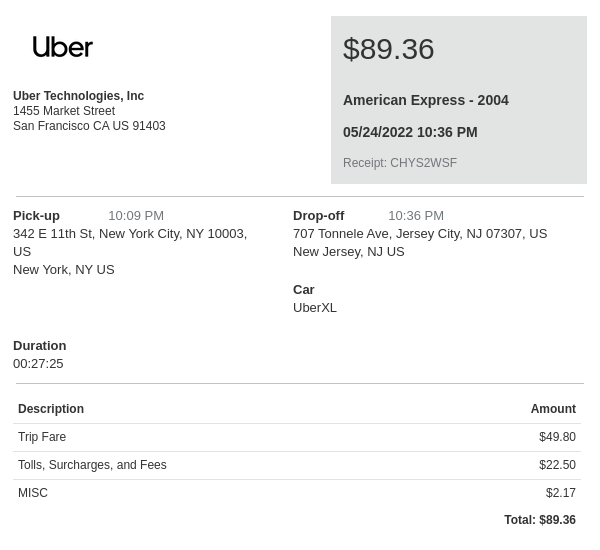 Uber
$89.36
Uber Technologies, Inc
1455 Market Street
San Francisco CA US 91403
American Express - 2004
05/24/2022 10:36 PM
Receipt: CHYS2WSF
Pick-up 10:09 PM
342 E 11th St, New York City, NY 10003,
US
New York, NY US
Drop-off 10:36 PM
707 Tonnele Ave, Jersey City, NJ 07307, US
New Jersey, NJ US
Car
UberXL
Duration
00:27:25
Description Amount
Trip Fare $49.80
Tolls, Surcharges, and Fees $22.50
MISC $2.17
Total: $89.36